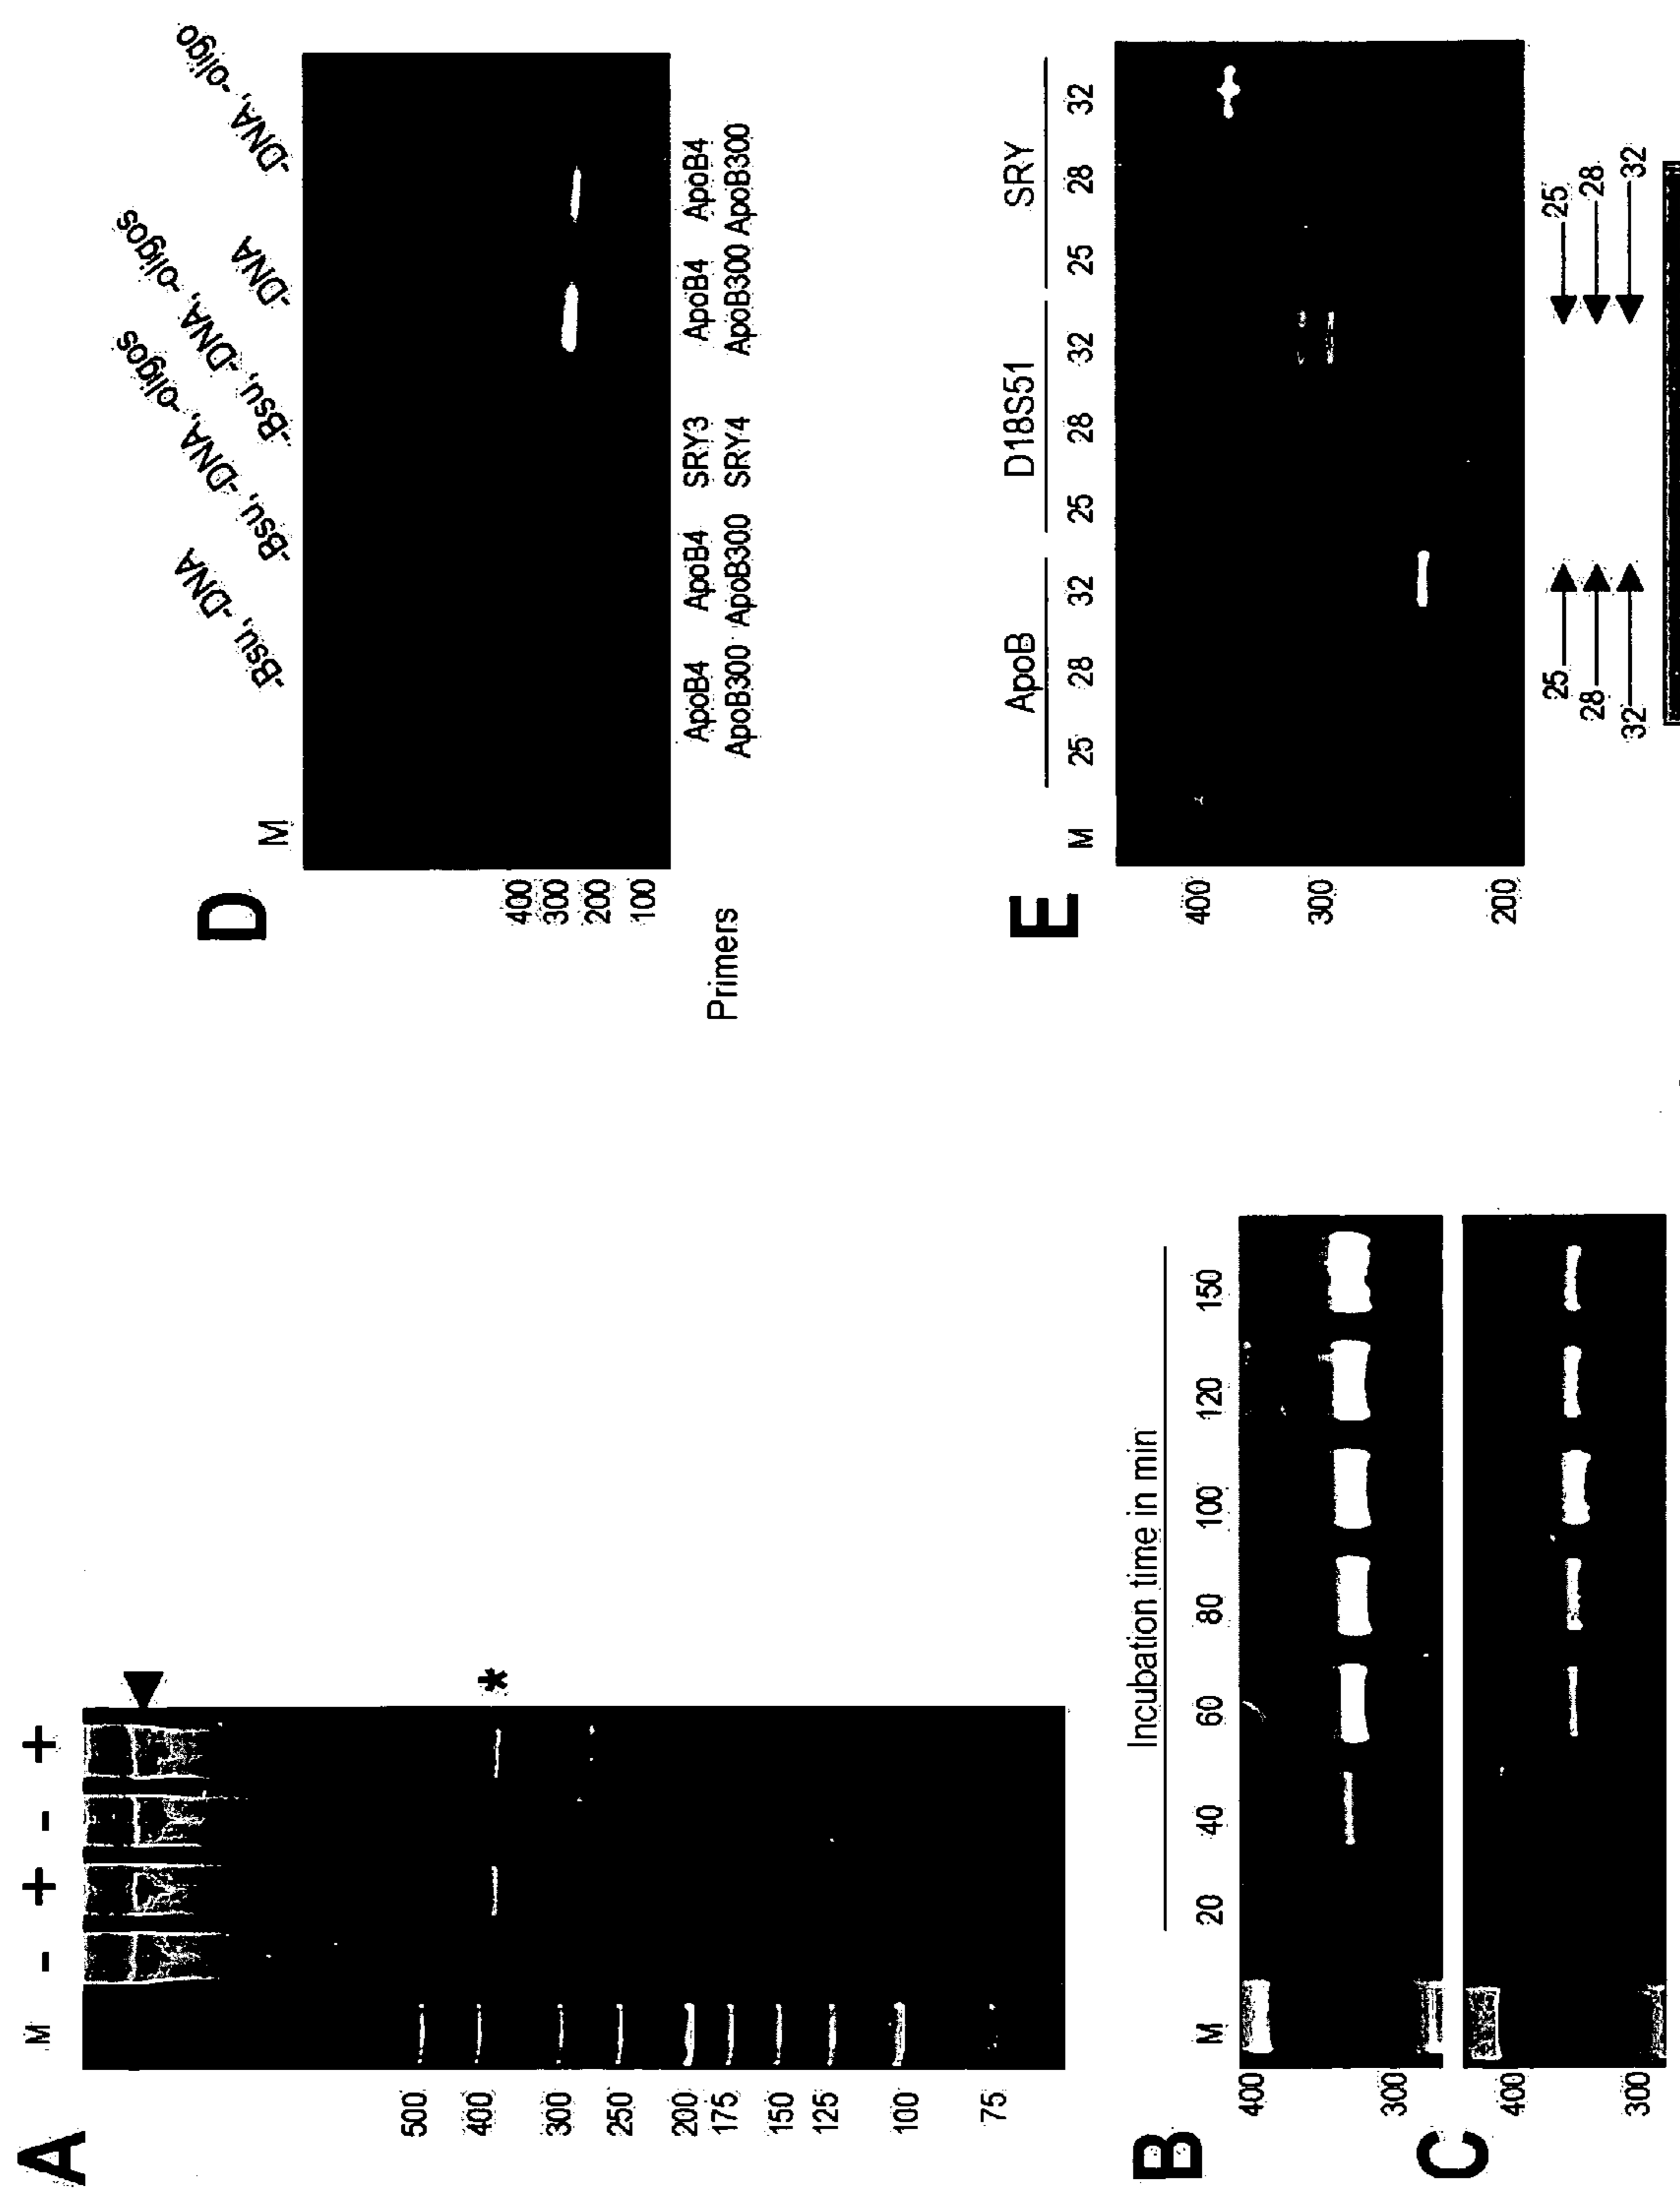 A
M - + - +
*
500
400
300
250
200
175
150
125
100
75
B
Incubation time in min
M 20 40 60 80 100 120 150
400
300
C
400
300
D
M
-Bsu, -DNA
-Bsu, -DNA, -oligos
-Bsu, -DNA, -oligos
-DNA
-DNA, -oligo
400
300
200
100
Primers
ApoB4 ApoB4 SRY3 ApoB4 ApoB4
ApoB300 ApoB300 SRY4 ApoB300 ApoB300
E
ApoB D18S51 SRY
M 25 28 32 25 28 32 25 28 32
400
300
200
25 25
28 28
32 32